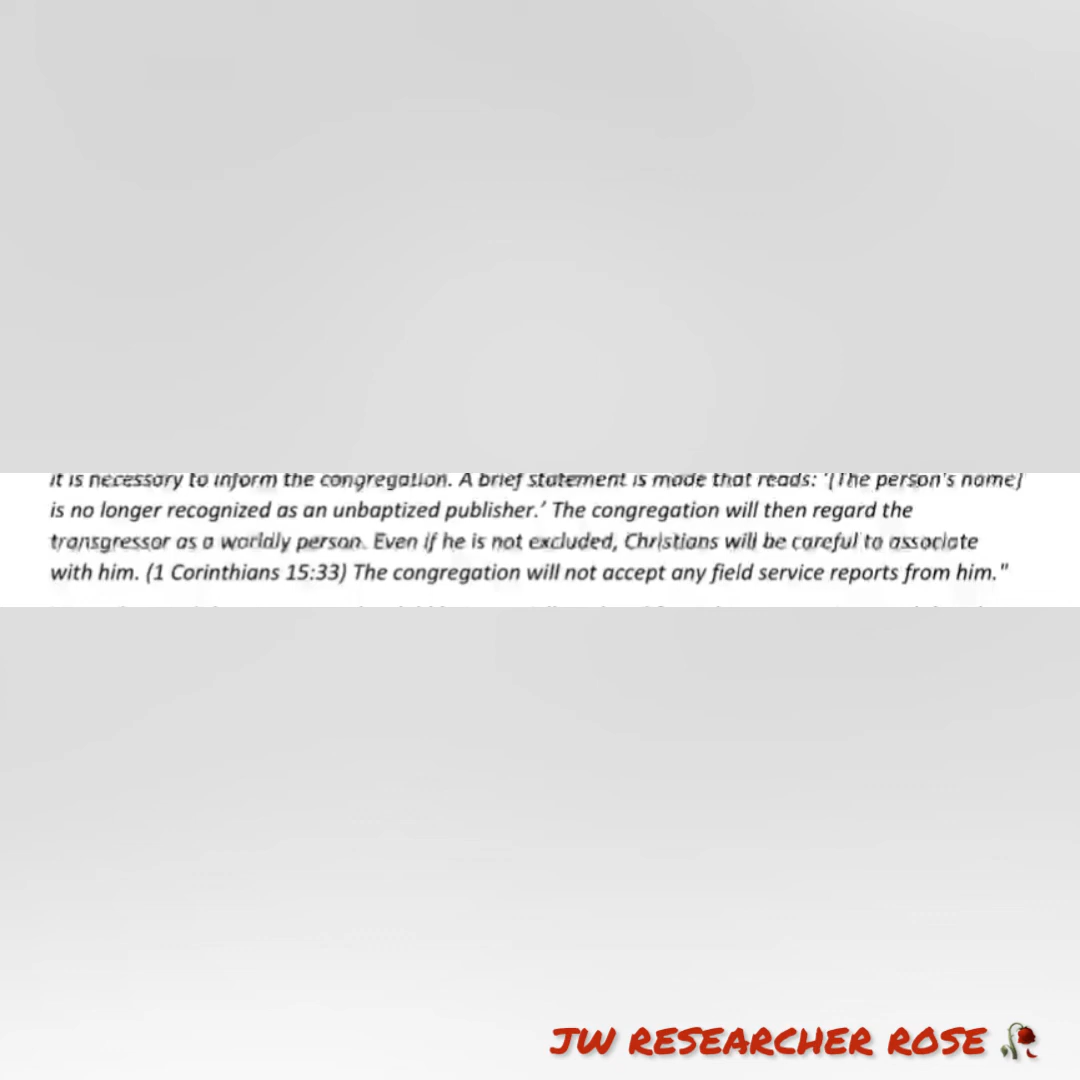 it is necessary to inform the congregation. A brief statement is made that reads: '[The person's name]
is no longer recognized as an unbaptized publisher.' The congregation will then regard the
transgressor as a worldly person. Even if he is not excluded, Christians will be careful to associate
with him. (1 Corinthians 15:33) The congregation will not accept any field service reports from him."
JW RESEARCHER ROSE 🥀